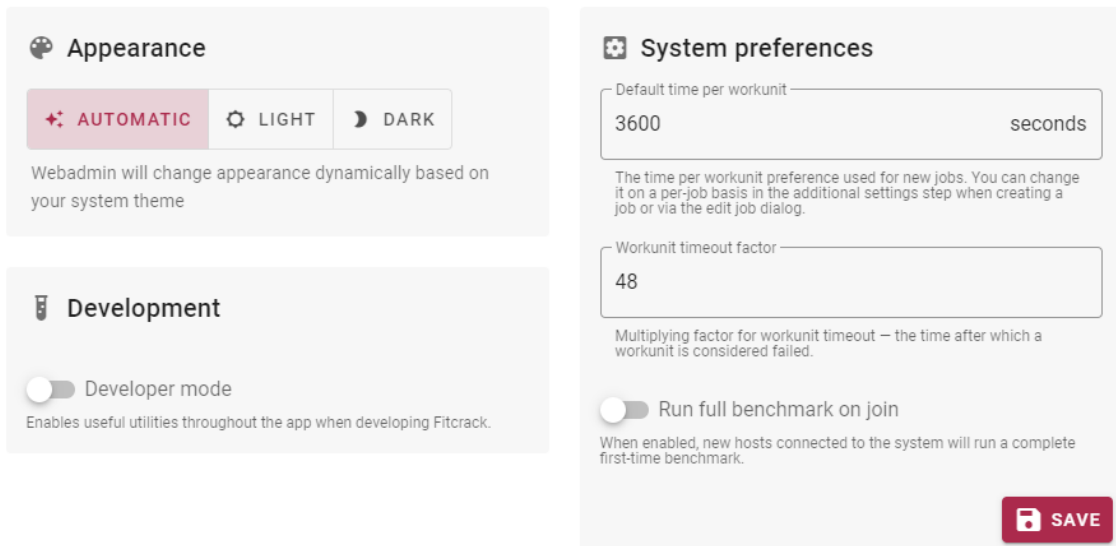 Appearance
AUTOMATIC LIGHT DARK
Webadmin will change appearance dynamically based on
your system theme
Development
Developer mode
Enables useful utilities throughout the app when developing Fitcrack.
System preferences
Default time per workunit
3600 seconds
The time per workunit preference used for new jobs. You can change
it on a per-job basis in the additional settings step when creating a
job or via the edit job dialog.
Workunit timeout factor
48
Multiplying factor for workunit timeout — the time after which a
workunit is considered failed.
Run full benchmark on join
When enabled, new hosts connected to the system will run a complete
first-time benchmark.
SAVE